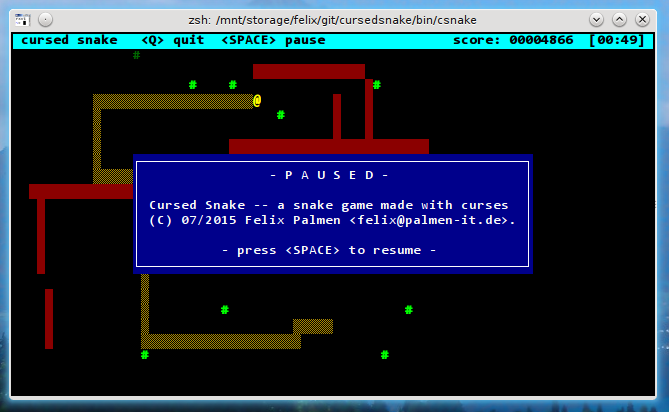 zsh: /mnt/storage/felix/git/cursedsnake/bin/csnake
cursed snake <Q> quit <SPACE> pause score: 00004866 [00:49]
#
# # #
@
#
- P A U S E D -
Cursed Snake -- a snake game made with curses
(C) 07/2015 Felix Palmen <felix@palmen-it.de>.
- press <SPACE> to resume -
# #
# #